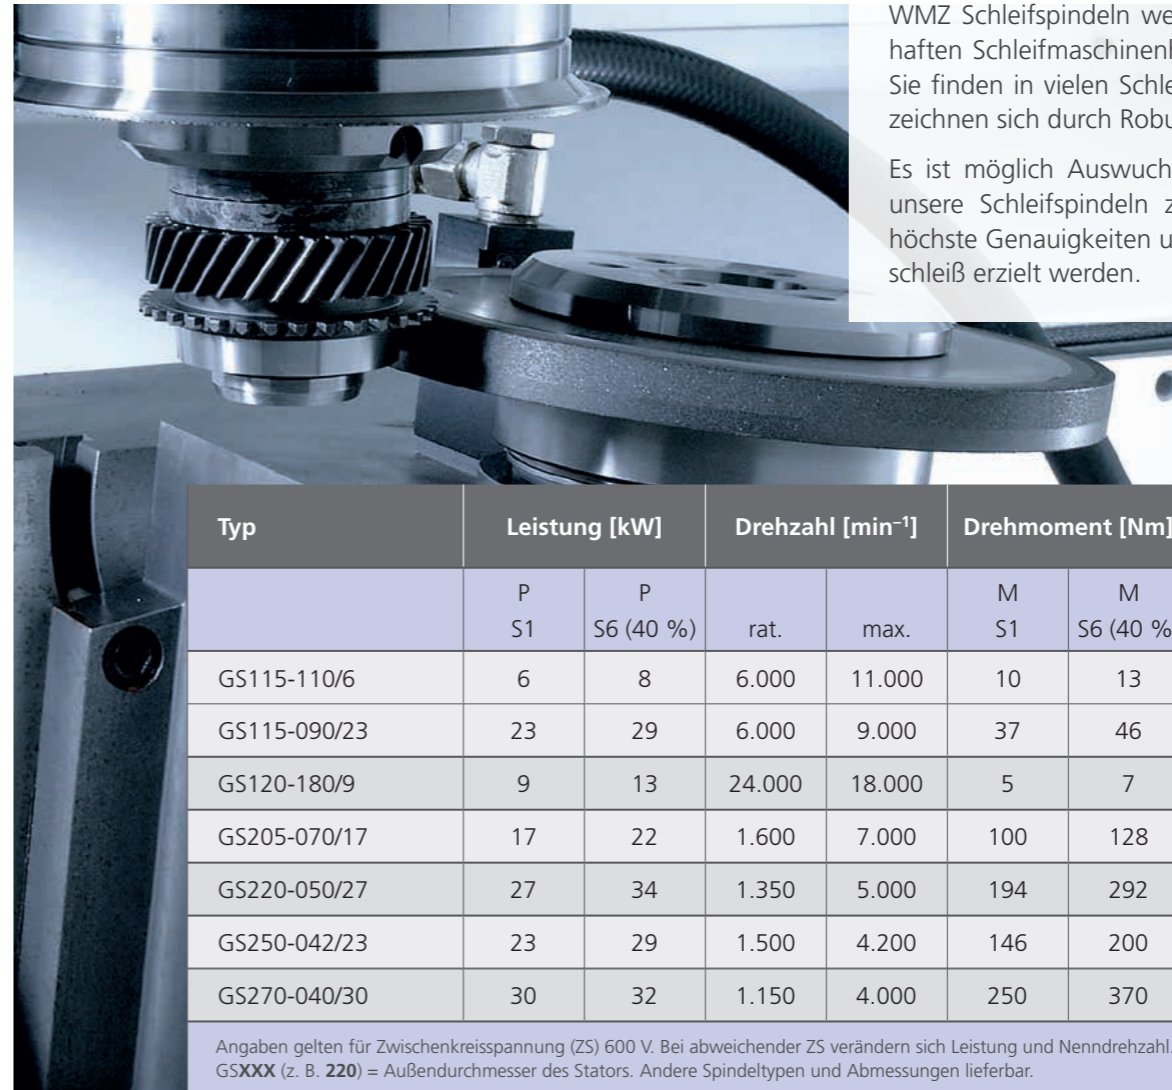 WMZ Schleifspindeln we
haften Schleifmaschinen
Sie finden in vielen Schle
zeichnen sich durch Robu
Es ist möglich Auswuch
unsere Schleifspindeln z
höchste Genauigkeiten u
schleiß erzielt werden.
Typ Leistung [kW] Drehzahl [min⁻¹] Drehmoment [Nm]
P P M M
S1 S6 (40 %) rat. max. S1 S6 (40 %
GS115-110/6 6 8 6.000 11.000 10 13
GS115-090/23 23 29 6.000 9.000 37 46
GS120-180/9 9 13 24.000 18.000 5 7
GS205-070/17 17 22 1.600 7.000 100 128
GS220-050/27 27 34 1.350 5.000 194 292
GS250-042/23 23 29 1.500 4.200 146 200
GS270-040/30 30 32 1.150 4.000 250 370
Angaben gelten für Zwischenkreisspannung (ZS) 600 V. Bei abweichender ZS verändern sich Leistung und Nenndrehzahl.
GSXXX (z. B. 220) = Außendurchmesser des Stators. Andere Spindeltypen und Abmessungen lieferbar.